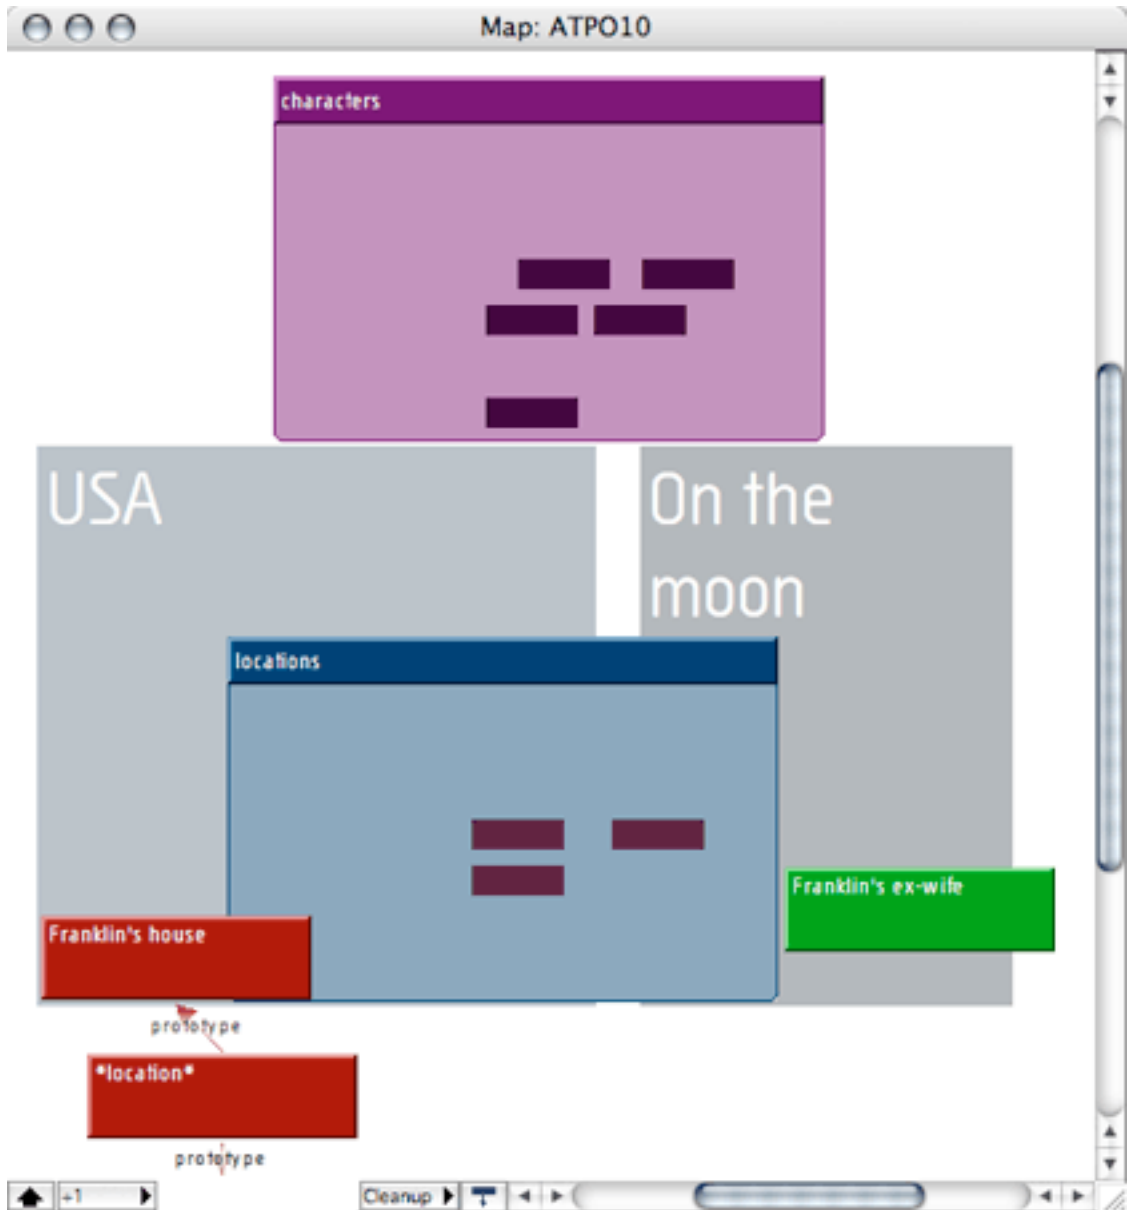 Map: ATPO10
characters
USA
On the
moon
locations
Franklin's ex-wife
Franklin's house
prototype
*location*
prototype
+1
Cleanup